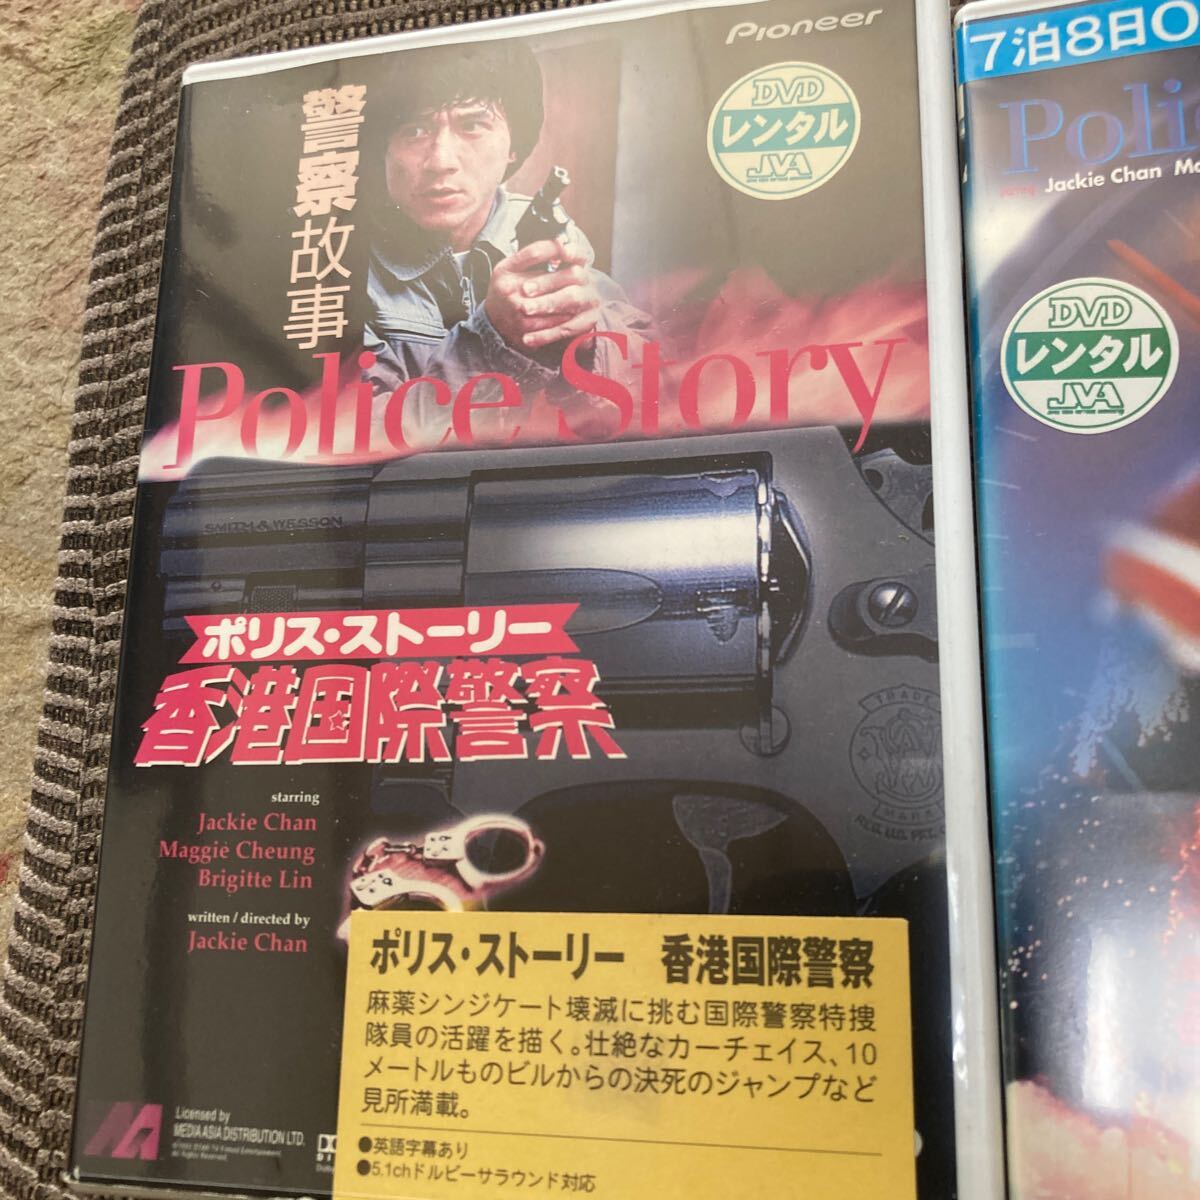 Pioneer
DVD
レンタル
JVA
警察故事
Police Story
SMITH & WESSON
ポリス・ストーリー
香港国際警察
TRADE
MARK
starring
Jackie Chan
Maggie Cheung
Brigitte Lin
written / directed by
Jackie Chan
ポリス・ストーリー 香港国際警察
麻薬シンジケート壊滅に挑む国際警察特捜
隊員の活躍を描く。壮絶なカーチェイス、10
メートルものビルからの決死のジャンプなど
見所満載。
●英語字幕あり
●5.1chドルビーサラウンド対応
Licensed by
MEDIA ASIA DISTRIBUTION LTD.
All Rights Reserved.
7泊8日O
Poli
Jackie Chan
DVD
レンタル
JVA